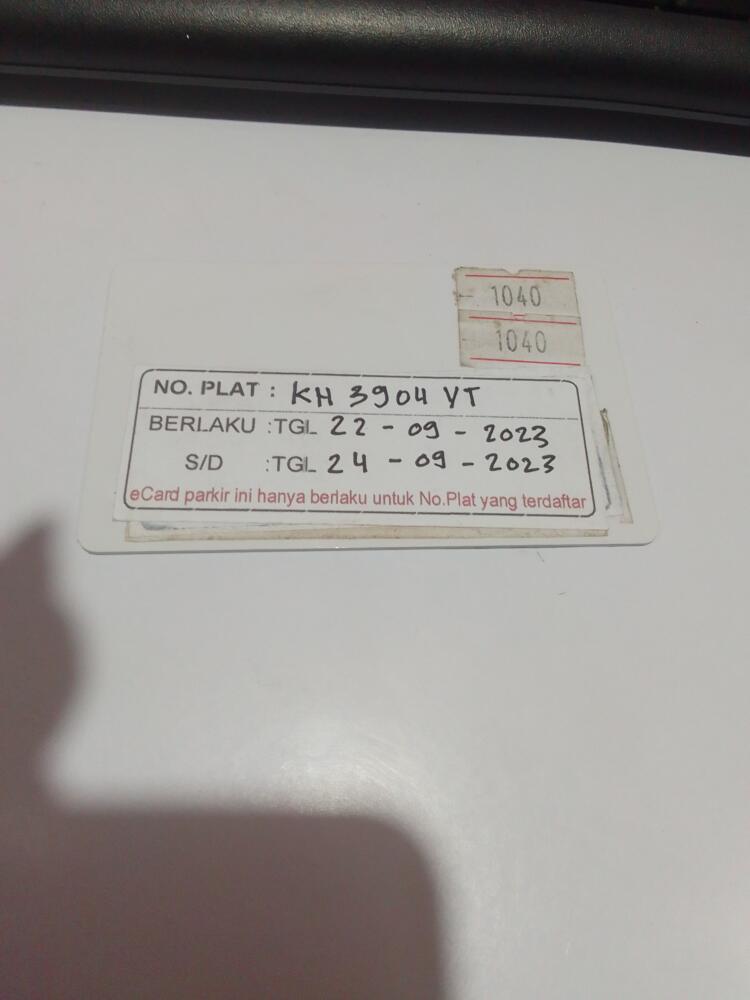 1040
1040
NO. PLAT : KH 3904 YT
BERLAKU :TGL 22 - 09 - 2023
S/D :TGL 24 - 09 - 2023
eCard parkir ini hanya berlaku untuk No.Plat yang terdaftar